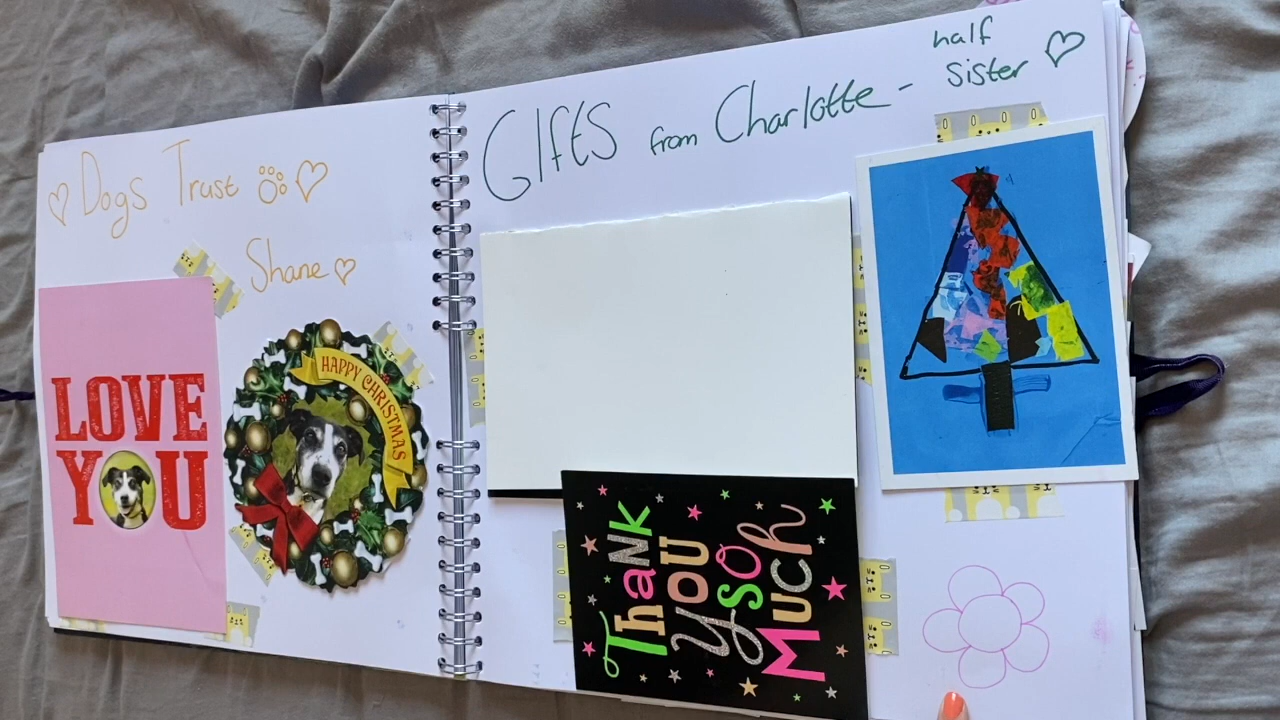 Dogs Trust
Shane
LOVE
YOU
HAPPY CHRISTMAS
GIftS from Charlotte - half
sister
ThaNK
YOU
SO
MUCH